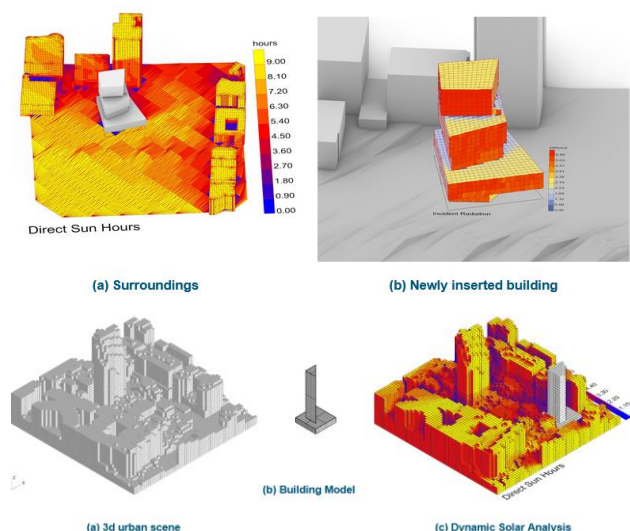 hours
9.00
8.10
7.20
6.30
5.40
4.50
3.60
2.70
1.80
0.90
0.00
Direct Sun Hours
Incident Radiation
(a) Surroundings
(b) Newly inserted building
(b) Building Model
Direct Sun Hours
(a) 3d urban scene
(c) Dynamic Solar Analysis